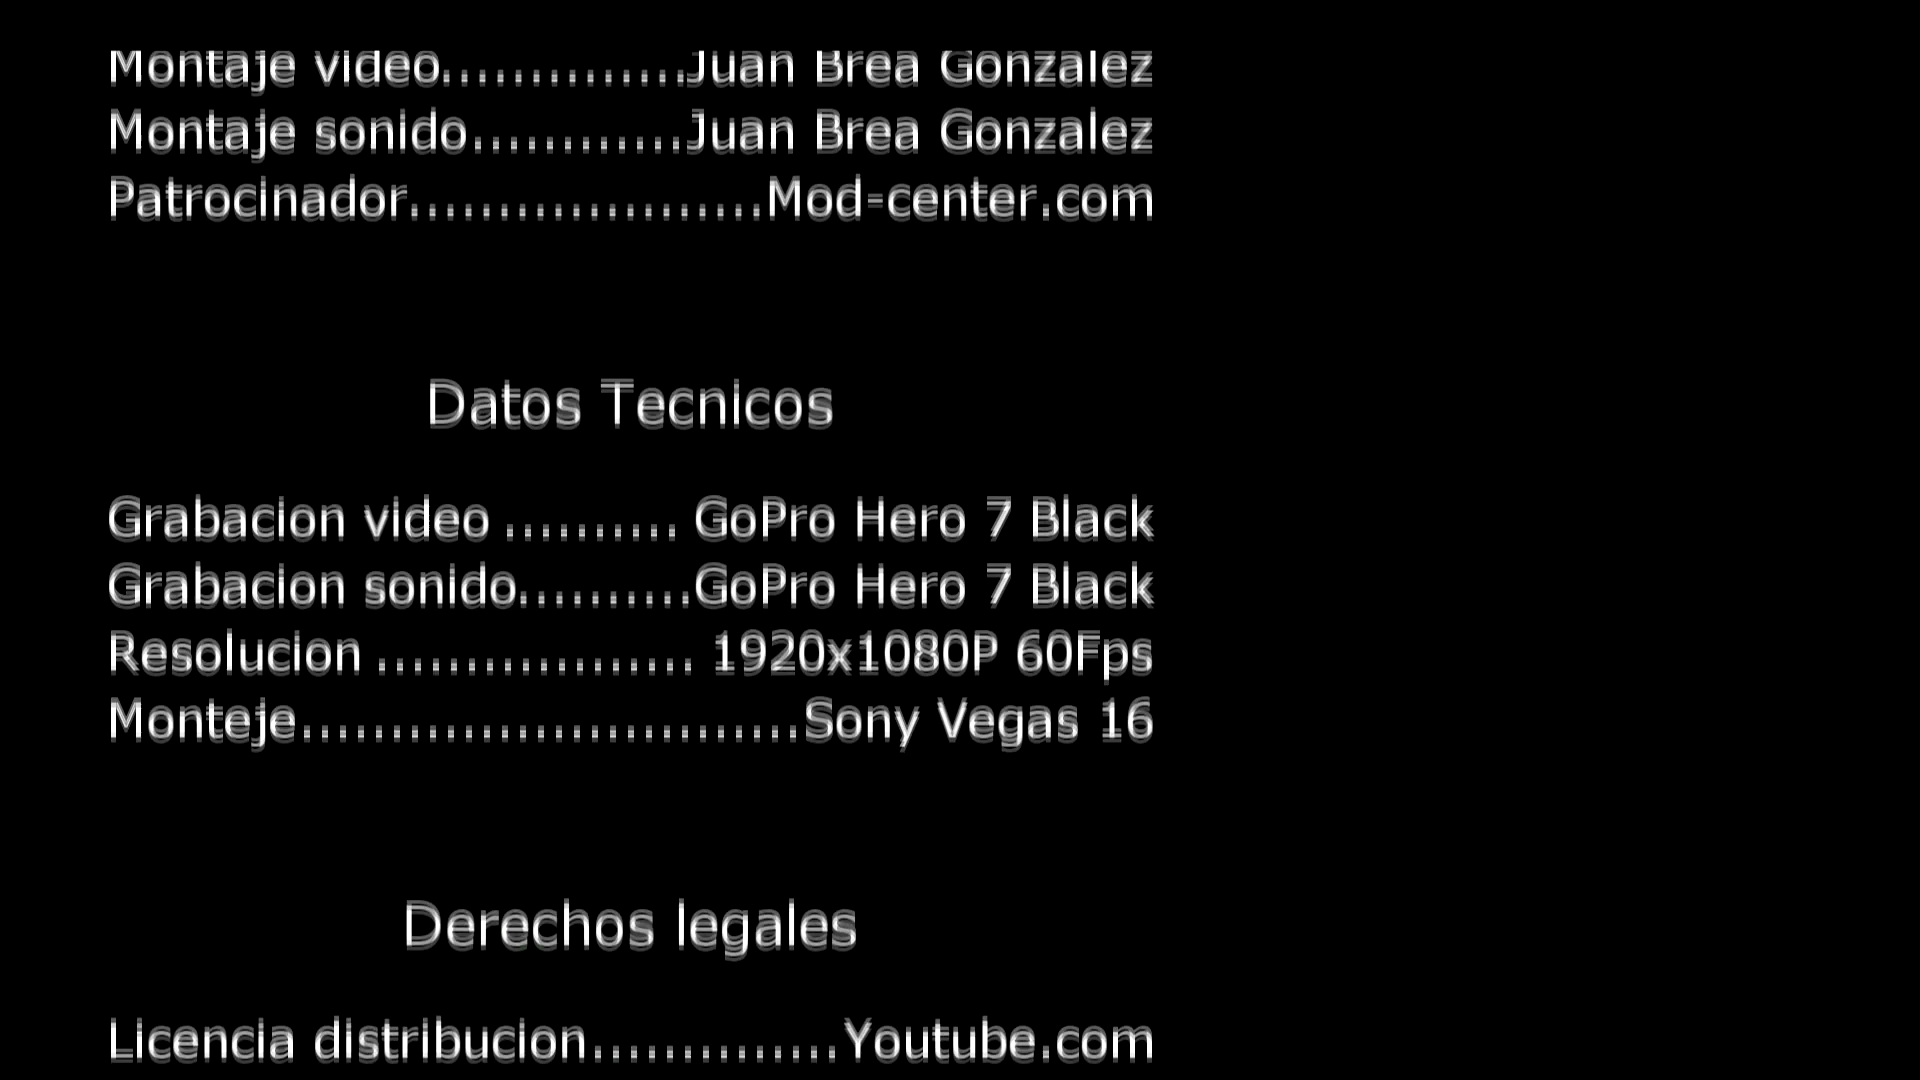 Montaje video..............Juan Brea Gonzalez
Montaje sonido............Juan Brea Gonzalez
Patrocinador....................Mod-center.com
Datos Tecnicos
Grabacion video .......... GoPro Hero 7 Black
Grabacion sonido..........GoPro Hero 7 Black
Resolucion .................. 1920x1080P 60Fps
Monteje............................Sony Vegas 16
Derechos legales
Licencia distribucion..............Youtube.com